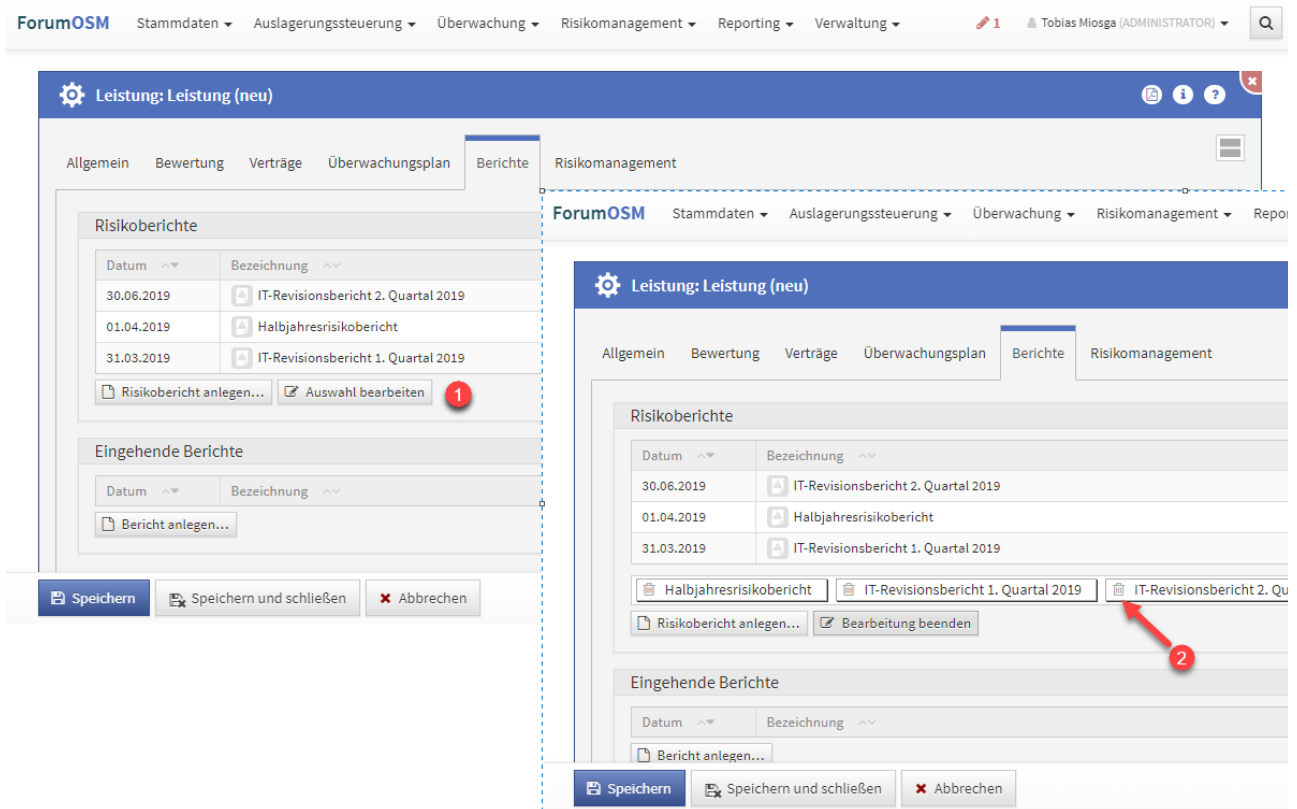 ForumOSM Stammdaten Auslagerungssteuerung Überwachung Risikomanagement Reporting Verwaltung 1 Tobias Miosga (ADMINISTRATOR)
Leistung: Leistung (neu)
Allgemein Bewertung Verträge Überwachungsplan Berichte Risikomanagement
Risikoberichte
Datum Bezeichnung
30.06.2019 IT-Revisionsbericht 2. Quartal 2019
01.04.2019 Halbjahresrisikobericht
31.03.2019 IT-Revisionsbericht 1. Quartal 2019
Risikobericht anlegen... Auswahl bearbeiten 1
Eingehende Berichte
Datum Bezeichnung
Bericht anlegen...
Speichern Speichern und schließen Abbrechen
ForumOSM Stammdaten Auslagerungssteuerung Überwachung Risikomanagement Repor
Leistung: Leistung (neu)
Allgemein Bewertung Verträge Überwachungsplan Berichte Risikomanagement
Risikoberichte
Datum Bezeichnung
30.06.2019 IT-Revisionsbericht 2. Quartal 2019
01.04.2019 Halbjahresrisikobericht
31.03.2019 IT-Revisionsbericht 1. Quartal 2019
Halbjahresrisikobericht IT-Revisionsbericht 1. Quartal 2019 IT-Revisionsbericht 2. Qu
Risikobericht anlegen... Bearbeitung beenden
2
Eingehende Berichte
Datum Bezeichnung
Bericht anlegen...
Speichern Speichern und schließen Abbrechen